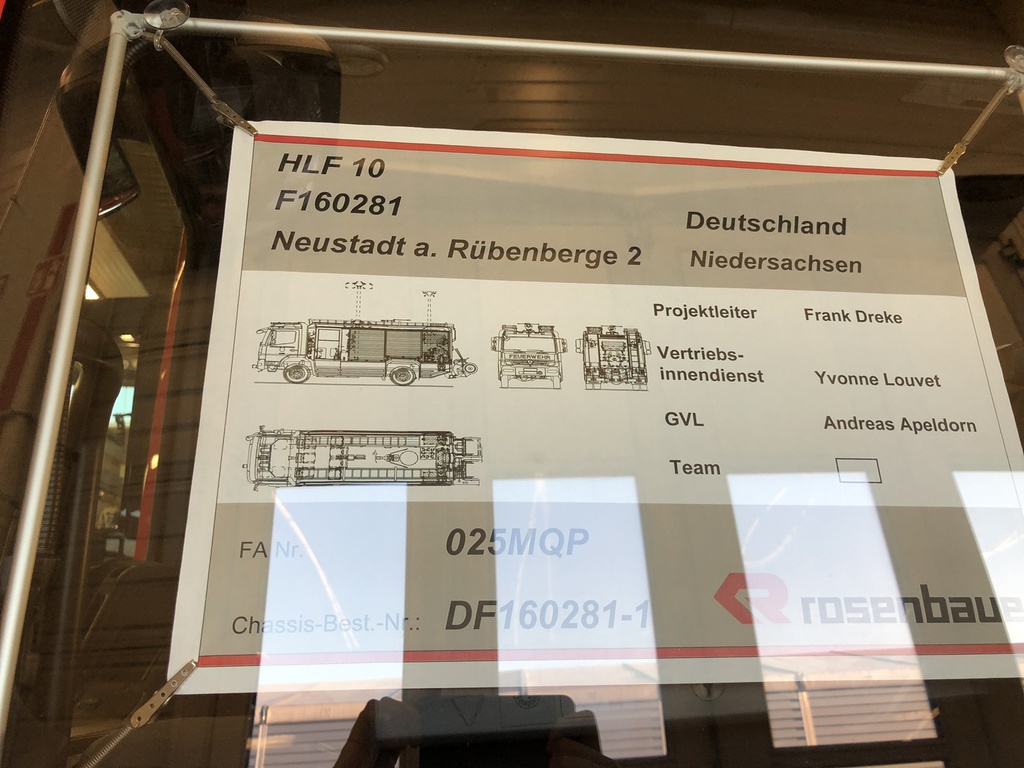 HLF 10
F160281
Neustadt a. Rübenberge 2
Deutschland
Niedersachsen
FEUERWEHR
Projektleiter Frank Dreke
Vertriebs-
innendienst Yvonne Louvet
GVL Andreas Apeldorn
Team
FA Nr. 025MQP
Chassis-Best.-Nr.: DF160281-1
rosenbaue